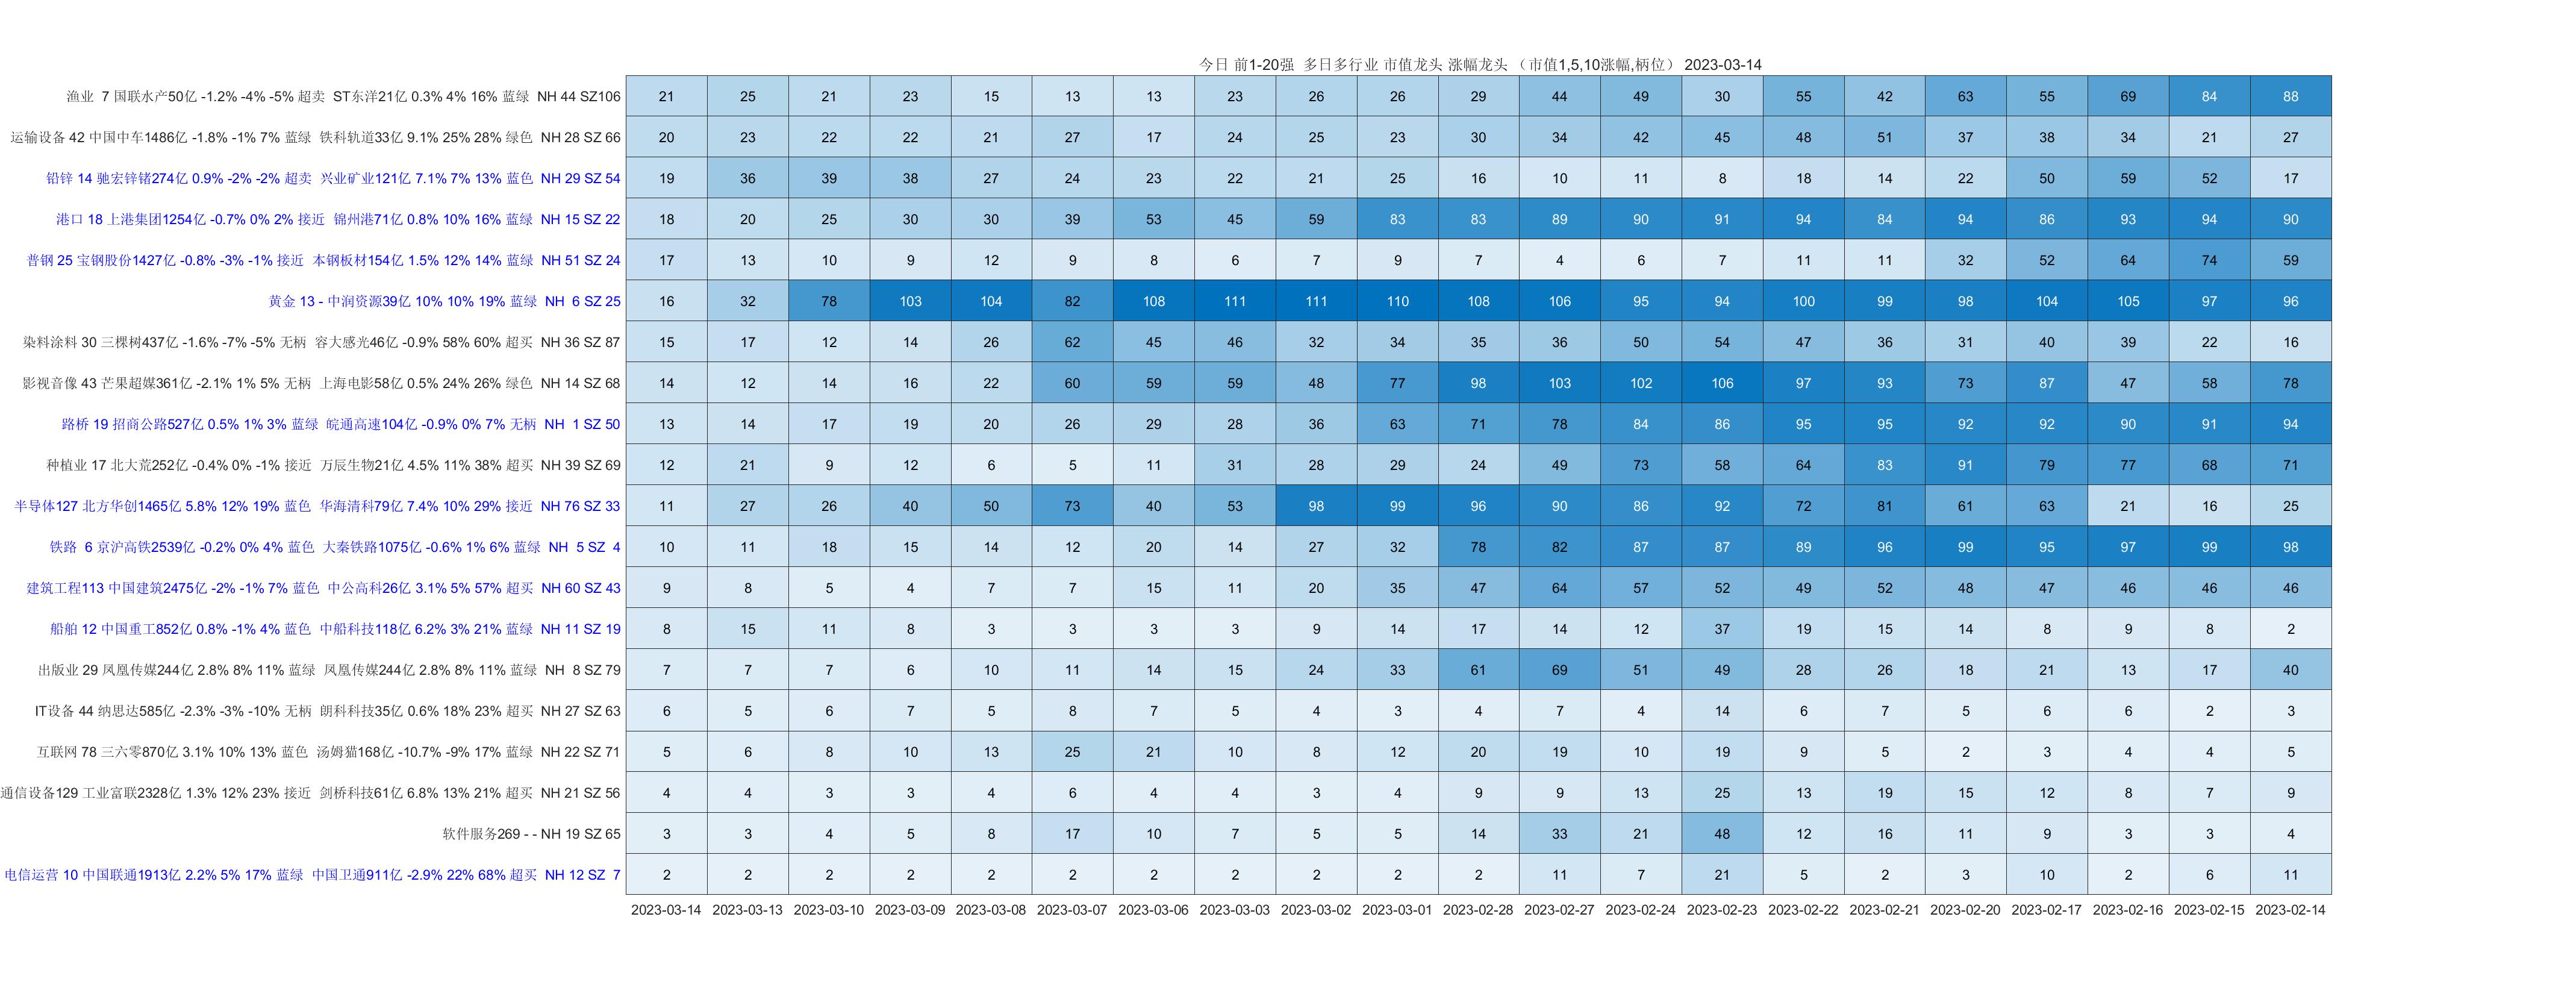 今日 前1-20强 多日多行业 市值龙头 涨幅龙头 （市值1,5,10涨幅,柄位） 2023-03-14
渔业 7 国联水产50亿 -1.2% -4% -5% 超卖 ST东洋21亿 0.3% 4% 16% 蓝绿 NH 44 SZ106 21 25 21 23 15 13 13 23 26 26 29 44 49 30 55 42 63 55 69 84 88
运输设备 42 中国中车1486亿 -1.8% -1% 7% 蓝绿 铁科轨道33亿 9.1% 25% 28% 绿色 NH 28 SZ 66 20 23 22 22 21 27 17 24 25 23 30 34 42 45 48 51 37 38 34 21 27
铅锌 14 驰宏锌锗274亿 0.9% -2% -2% 超卖 兴业矿业121亿 7.1% 7% 13% 蓝色 NH 29 SZ 54 19 36 39 38 27 24 23 22 21 25 16 10 11 8 18 14 22 50 59 52 17
港口 18 上港集团1254亿 -0.7% 0% 2% 接近 锦州港71亿 0.8% 10% 16% 蓝绿 NH 15 SZ 22 18 20 25 30 30 39 53 45 59 83 83 89 90 91 94 84 94 86 93 94 90
普钢 25 宝钢股份1427亿 -0.8% -3% -1% 接近 本钢板材154亿 1.5% 12% 14% 蓝绿 NH 51 SZ 24 17 13 10 9 12 9 8 6 7 9 7 4 6 7 11 11 32 52 64 74 59
黄金 13 - 中润资源39亿 10% 10% 19% 蓝绿 NH 6 SZ 25 16 32 78 103 104 82 108 111 111 110 108 106 95 94 100 99 98 104 105 97 96
染料涂料 30 三棵树437亿 -1.6% -7% -5% 无柄 容大感光46亿 -0.9% 58% 60% 超买 NH 36 SZ 87 15 17 12 14 26 62 45 46 32 34 35 36 50 54 47 36 31 40 39 22 16
影视音像 43 芒果超媒361亿 -2.1% 1% 5% 无柄 上海电影58亿 0.5% 24% 26% 绿色 NH 14 SZ 68 14 12 14 16 22 60 59 59 48 77 98 103 102 106 97 93 73 87 47 58 78
路桥 19 招商公路527亿 0.5% 1% 3% 蓝绿 皖通高速104亿 -0.9% 0% 7% 无柄 NH 1 SZ 50 13 14 17 19 20 26 29 28 36 63 71 78 84 86 95 95 92 92 90 91 94
种植业 17 北大荒252亿 -0.4% 0% -1% 接近 万辰生物21亿 4.5% 11% 38% 超买 NH 39 SZ 69 12 21 9 12 6 5 11 31 28 29 24 49 73 58 64 83 91 79 77 68 71
半导体127 北方华创1465亿 5.8% 12% 19% 蓝色 华海清科79亿 7.4% 10% 29% 接近 NH 76 SZ 33 11 27 26 40 50 73 40 53 98 99 96 90 86 92 72 81 61 63 21 16 25
铁路 6 京沪高铁2539亿 -0.2% 0% 4% 蓝色 大秦铁路1075亿 -0.6% 1% 6% 蓝绿 NH 5 SZ 4 10 11 18 15 14 12 20 14 27 32 78 82 87 87 89 96 99 95 97 99 98
建筑工程113 中国建筑2475亿 -2% -1% 7% 蓝色 中公高科26亿 3.1% 5% 57% 超买 NH 60 SZ 43 9 8 5 4 7 7 15 11 20 35 47 64 57 52 49 52 48 47 46 46 46
船舶 12 中国重工852亿 0.8% -1% 4% 蓝色 中船科技118亿 6.2% 3% 21% 蓝绿 NH 11 SZ 19 8 15 11 8 3 3 3 3 9 14 17 14 12 37 19 15 14 8 9 8 2
出版业 29 凤凰传媒244亿 2.8% 8% 11% 蓝绿 凤凰传媒244亿 2.8% 8% 11% 蓝绿 NH 8 SZ 79 7 7 7 6 10 11 14 15 24 33 61 69 51 49 28 26 18 21 13 17 40
IT设备 44 纳思达585亿 -2.3% -3% -10% 无柄 朗科科技35亿 0.6% 18% 23% 超买 NH 27 SZ 63 6 5 6 7 5 8 7 5 4 3 4 7 4 14 6 7 5 6 6 2 3
互联网 78 三六零870亿 3.1% 10% 13% 蓝色 汤姆猫168亿 -10.7% -9% 17% 蓝绿 NH 22 SZ 71 5 6 8 10 13 25 21 10 8 12 20 19 10 19 9 5 2 3 4 4 5
通信设备129 工业富联2328亿 1.3% 12% 23% 接近 剑桥科技61亿 6.8% 13% 21% 超买 NH 21 SZ 56 4 4 3 3 4 6 4 4 3 4 9 9 13 25 13 19 15 12 8 7 9
软件服务269 - - NH 19 SZ 65 3 3 4 5 8 17 10 7 5 5 14 33 21 48 12 16 11 9 3 3 4
电信运营 10 中国联通1913亿 2.2% 5% 17% 蓝绿 中国卫通911亿 -2.9% 22% 68% 超买 NH 12 SZ 7 2 2 2 2 2 2 2 2 2 2 2 11 7 21 5 2 3 10 2 6 11
2023-03-14 2023-03-13 2023-03-10 2023-03-09 2023-03-08 2023-03-07 2023-03-06 2023-03-03 2023-03-02 2023-03-01 2023-02-28 2023-02-27 2023-02-24 2023-02-23 2023-02-22 2023-02-21 2023-02-20 2023-02-17 2023-02-16 2023-02-15 2023-02-14